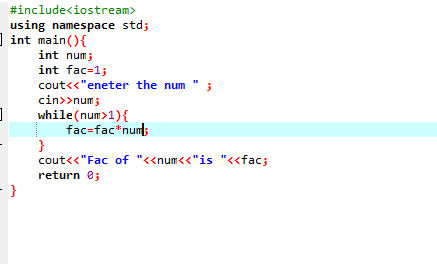 #include<iostream>
using namespace std;
int main(){
int num;
int fac=1;
cout<<"eneter the num " ;
cin>>num;
while(num>1){
fac=fac*num;
}
cout<<"Fac of "<<num<<"is "<<fac;
return 0;
}